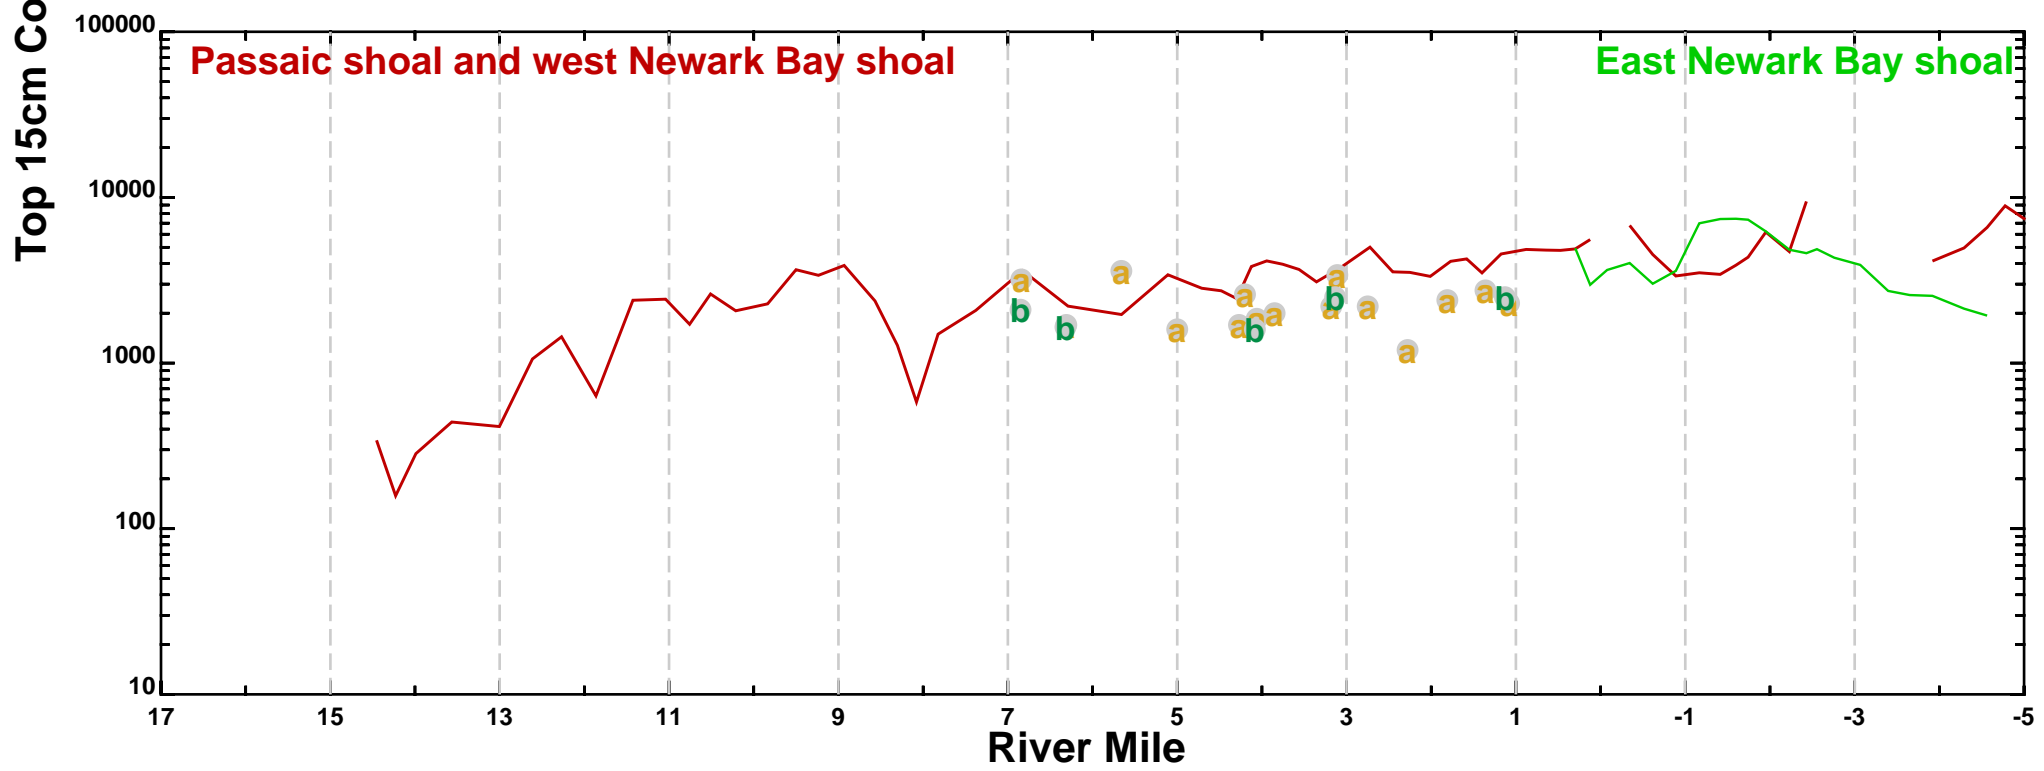 Top 15cm Co
100000
10000
1000
100
10
Passaic shoal and west Newark Bay shoal
East Newark Bay shoal
a
b
b
a
a
a
a
a
b
a
a
a
b
a
a
a
a
b
a
17 15 13 11 9 7 5 3 1 -1 -3 -5
River Mile